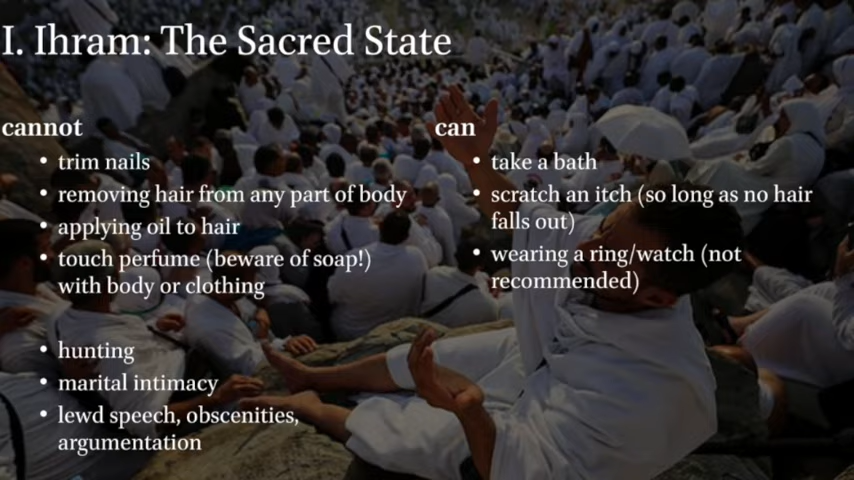 I. Ihram: The Sacred State
cannot
• trim nails
• removing hair from any part of body
• applying oil to hair
• touch perfume (beware of soap!)
with body or clothing
• hunting
• marital intimacy
• lewd speech, obscenities,
argumentation
can
• take a bath
• scratch an itch (so long as no hair
falls out)
• wearing a ring/watch (not
recommended)